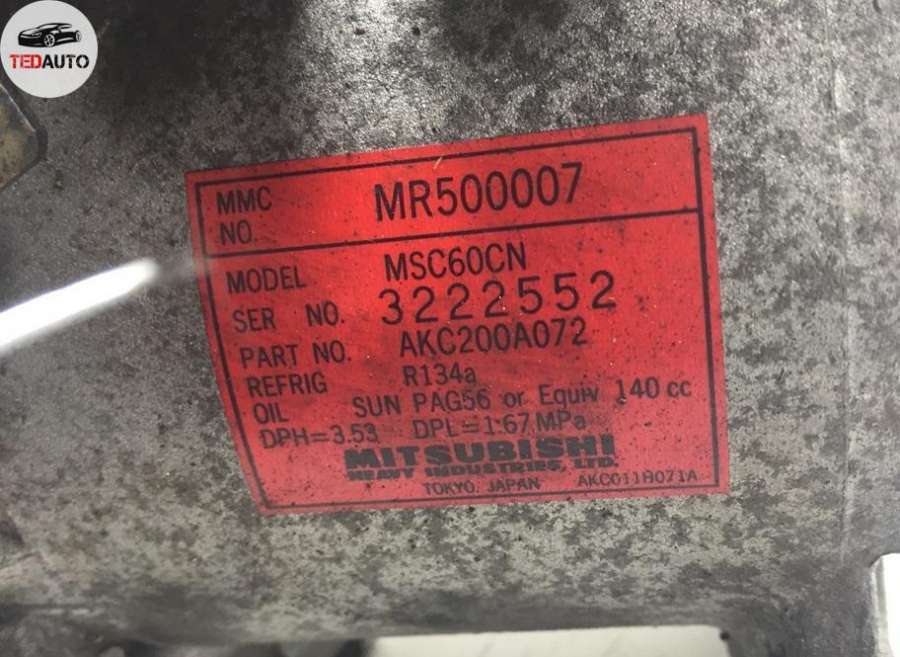 TEDAUTO
MMC NO. MR500007
MODEL MSC60CN
SER NO. 3222552
PART NO. AKC200A072
REFRIG R134a
OIL SUN PAG56 or Equiv 140 cc
DPH=3.53 DPL=1.67 MPa
MITSUBISHI
HEAVY INDUSTRIES, LTD.
TOKYO, JAPAN AKC011H071A